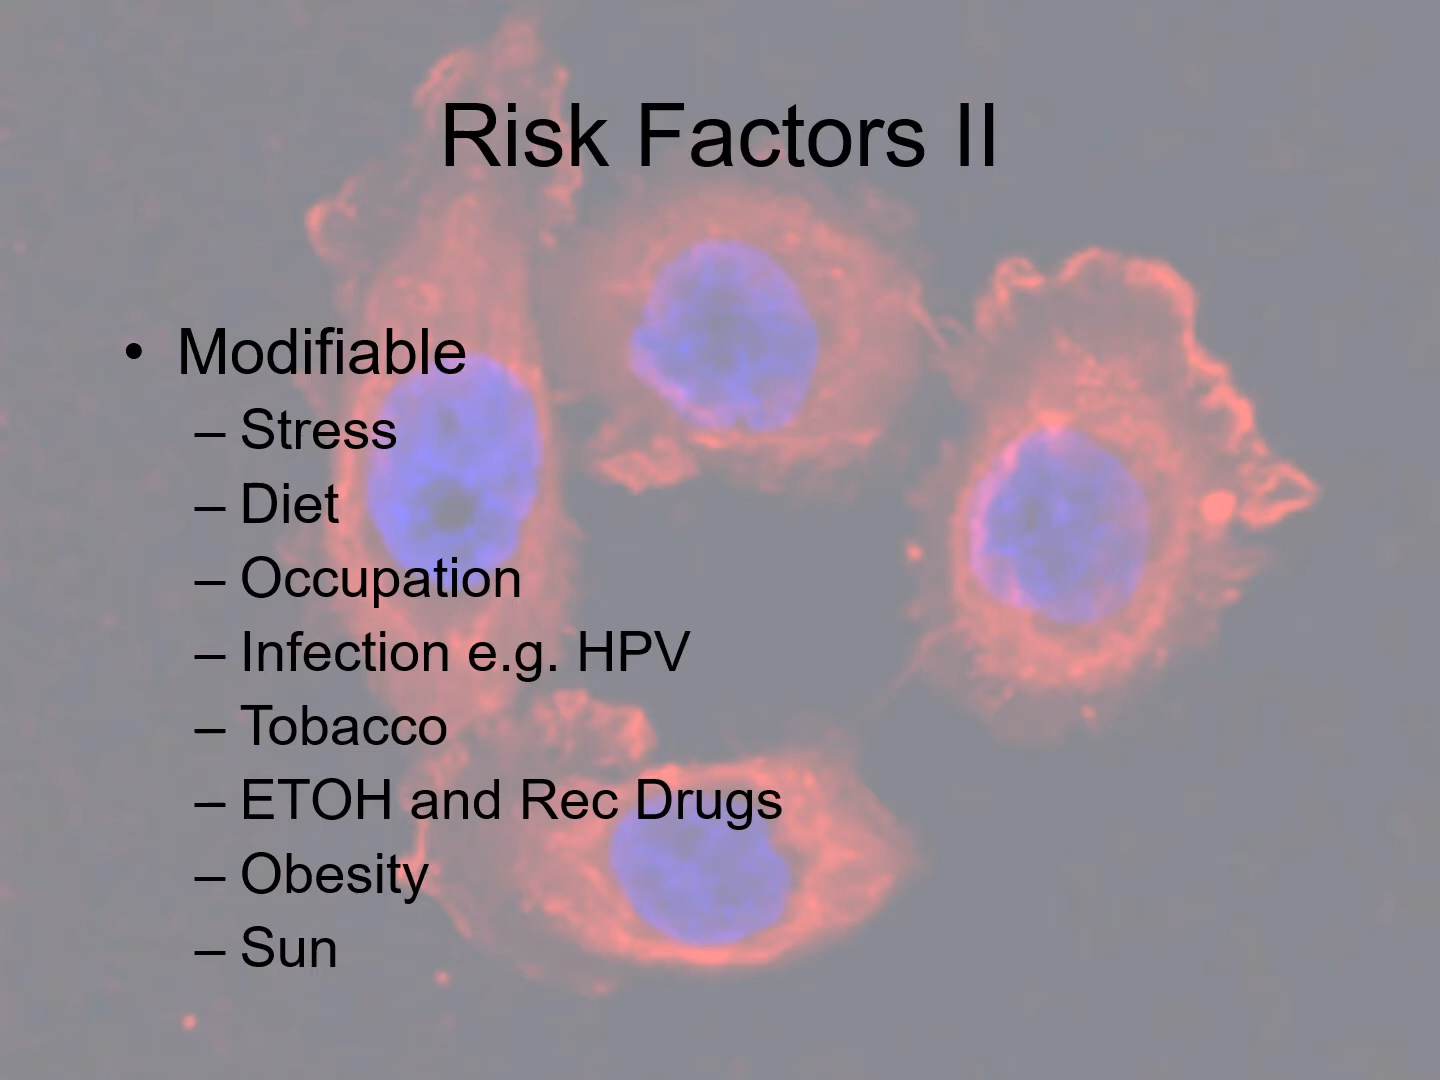 Risk Factors II
• Modifiable
– Stress
– Diet
– Occupation
– Infection e.g. HPV
– Tobacco
– ETOH and Rec Drugs
– Obesity
– Sun